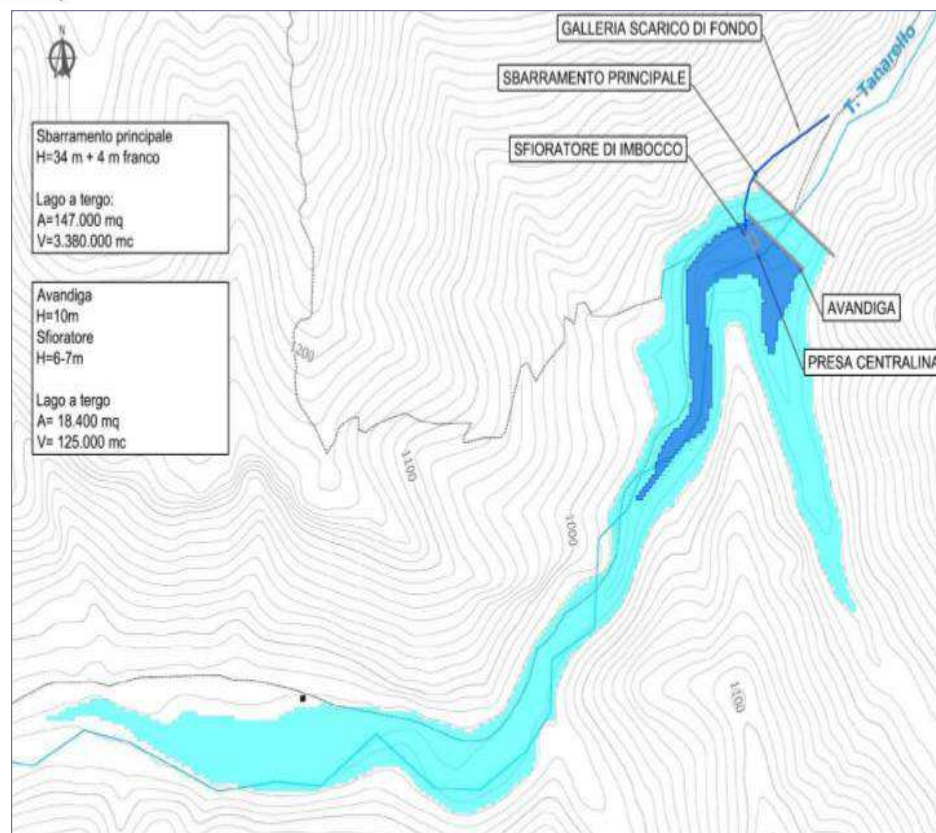 N
GALLERIA SCARICO DI FONDO
SBARRAMENTO PRINCIPALE
T. Tanarello
SFIORATORE DI IMBOCCO
Sbarramento principale
H=34 m + 4 m franco
Lago a tergo:
A=147.000 mq
V=3.380.000 mc
Avandiga
H=10m
Sfioratore
H=6-7m
Lago a tergo
A= 18.400 mq
V= 125.000 mc
AVANDIGA
PRESA CENTRALINA
1200
1100
1000
1100